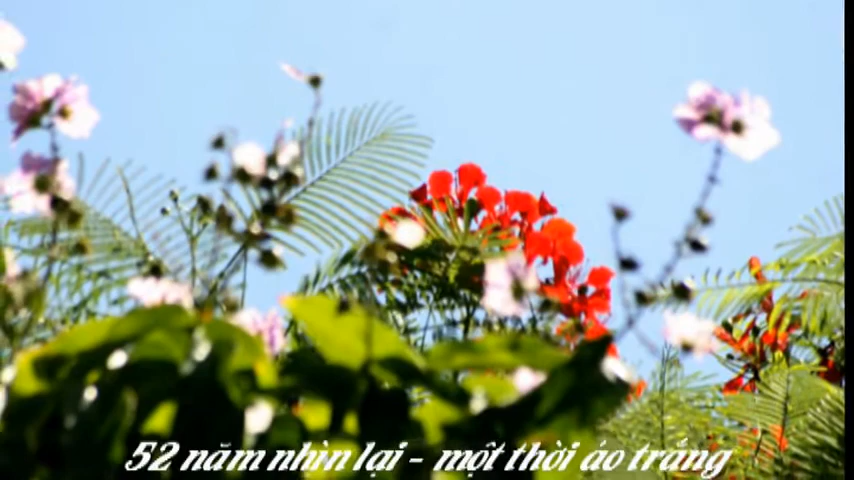 52 năm nhìn lại - một thời áo trắng